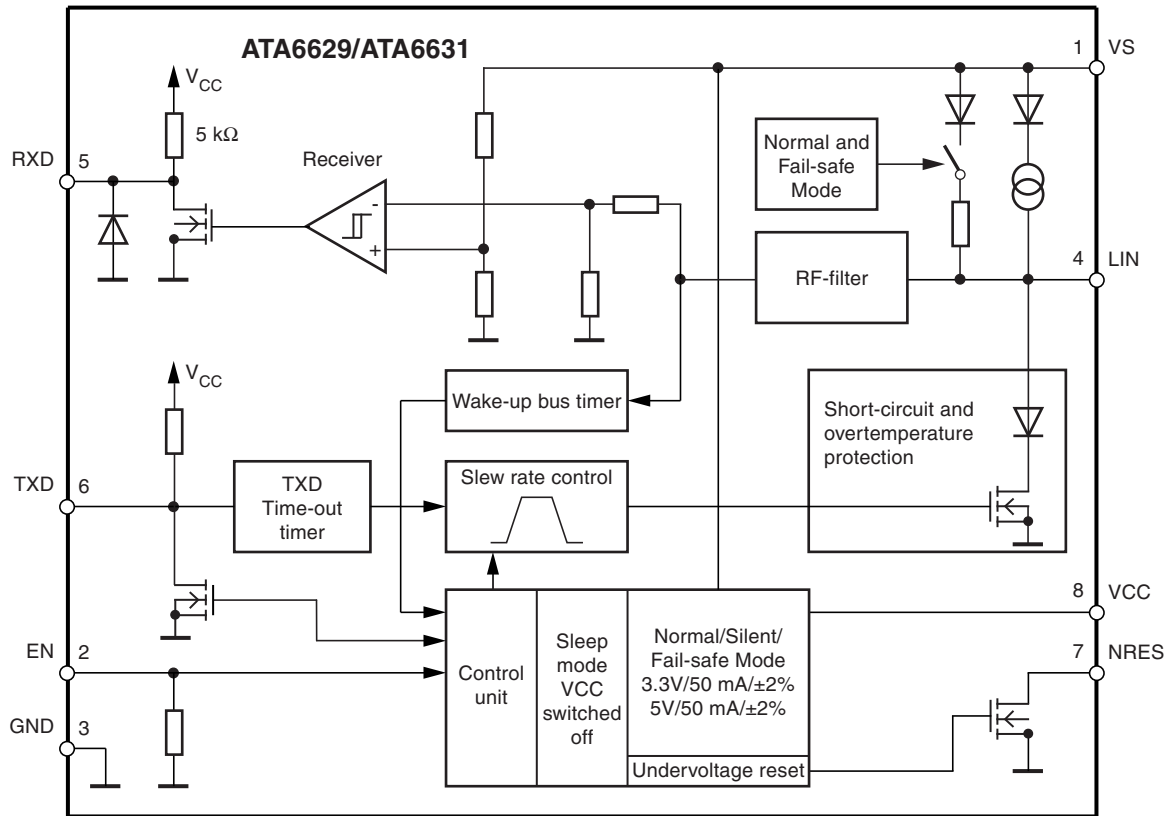 ATA6629/ATA6631
1 VS
VCC
5 kΩ
RXD 5
Receiver
-
+
Normal and
Fail-safe
Mode
4 LIN
RF-filter
VCC
Wake-up bus timer
Short-circuit and
overtemperature
protection
TXD 6
TXD
Time-out
timer
Slew rate control
8 VCC
EN 2
Control
unit
Sleep
mode
VCC
switched
off
Normal/Silent/
Fail-safe Mode
3.3V/50 mA/±2%
5V/50 mA/±2%
7 NRES
GND 3
Undervoltage reset